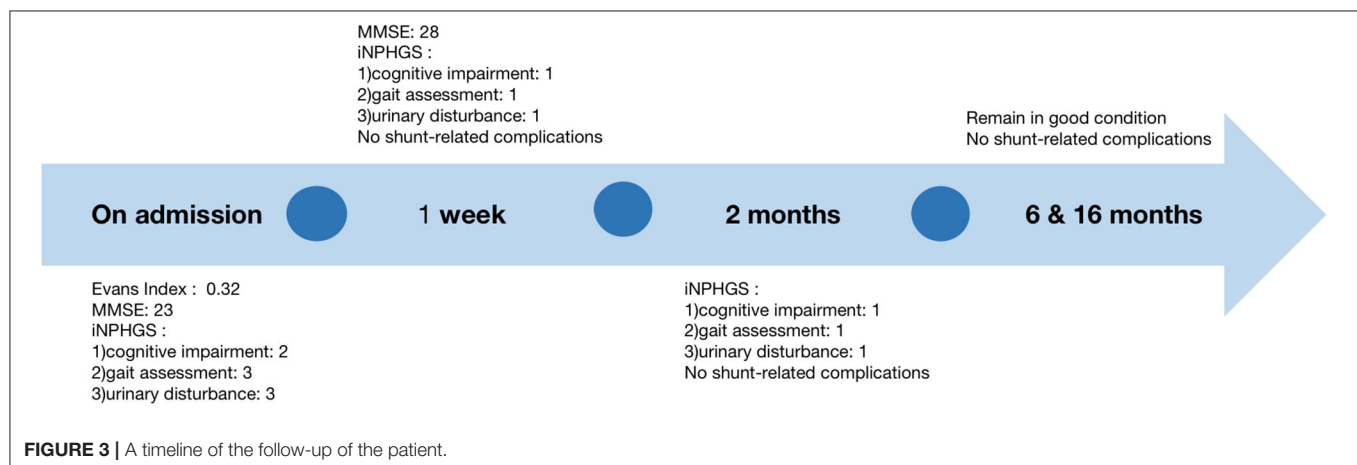 MMSE: 28
iNPHGS :
1)cognitive impairment: 1
2)gait assessment: 1
3)urinary disturbance: 1
No shunt-related complications
Remain in good condition
No shunt-related complications
On admission
1 week
2 months
6 & 16 months
Evans Index : 0.32
MMSE: 23
iNPHGS :
1)cognitive impairment: 2
2)gait assessment: 3
3)urinary disturbance: 3
iNPHGS :
1)cognitive impairment: 1
2)gait assessment: 1
3)urinary disturbance: 1
No shunt-related complications
FIGURE 3 | A timeline of the follow-up of the patient.